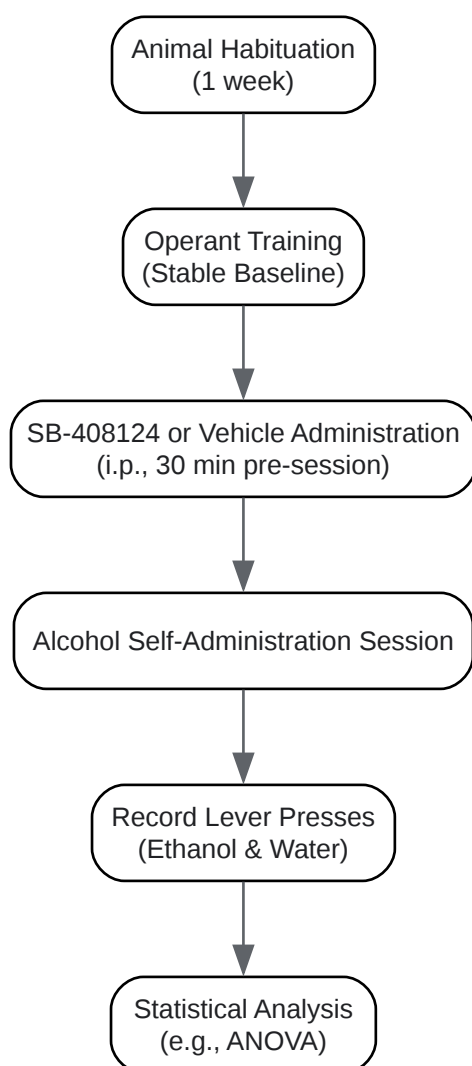 Animal Habituation
(1 week)
Operant Training
(Stable Baseline)
SB-408124 or Vehicle Administration
(i.p., 30 min pre-session)
Alcohol Self-Administration Session
Record Lever Presses
(Ethanol & Water)
Statistical Analysis
(e.g., ANOVA)